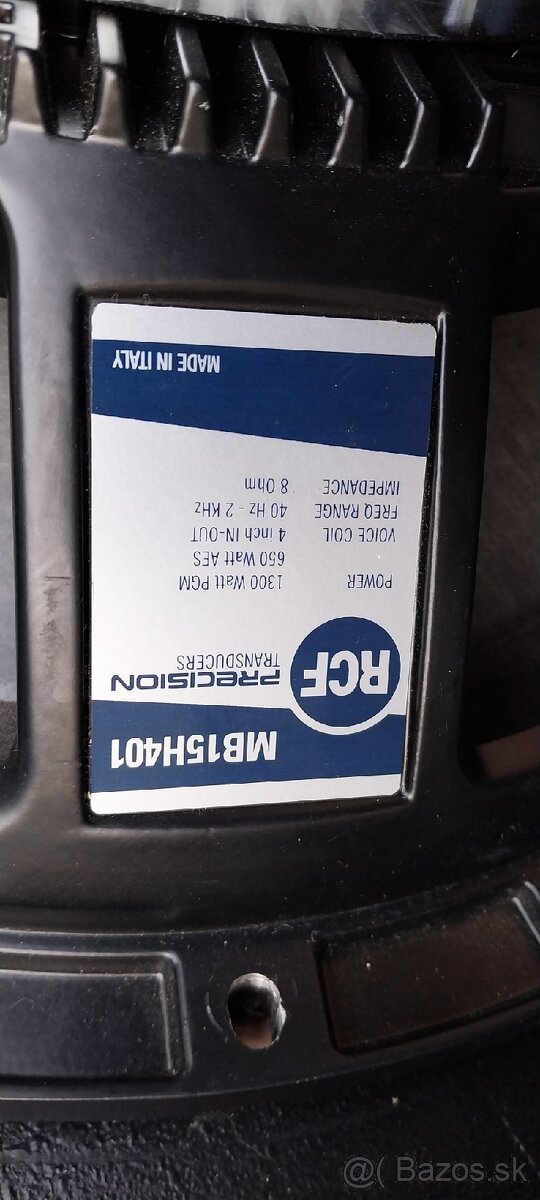 MB15H401
RCF PRECISION
TRANSDUCERS
POWER 1300 Watt PGM
650 Watt AES
VOICE COIL 4 inch IN-OUT
FREQ RANGE 40 Hz - 2 KHz
IMPEDANCE 8 Ohm
MADE IN ITALY
@(Bazos.sk